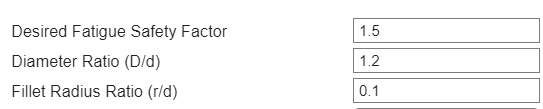 Desired Fatigue Safety Factor 1.5
Diameter Ratio (D/d) 1.2
Fillet Radius Ratio (r/d) 0.1